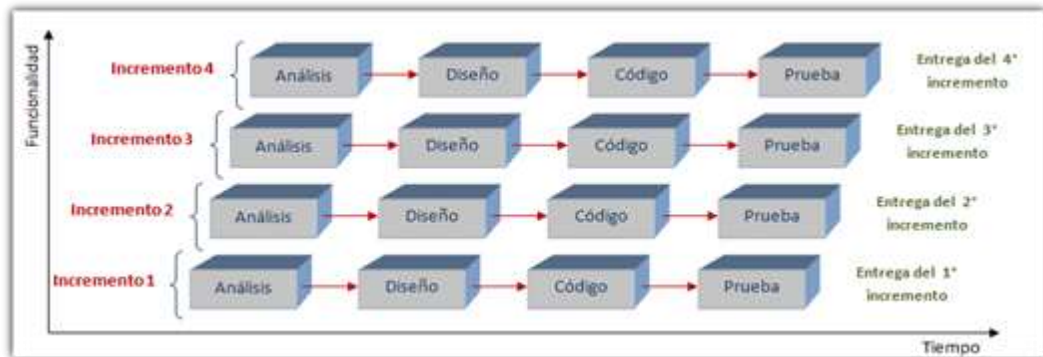 Funcionalidad
Incremento 4
Análisis
Diseño
Código
Prueba
Entrega del 4°
incremento
Incremento 3
Análisis
Diseño
Código
Prueba
Entrega del 3°
incremento
Incremento 2
Análisis
Diseño
Código
Prueba
Entrega del 2°
incremento
Incremento 1
Análisis
Diseño
Código
Prueba
Entrega del 1°
incremento
Tiempo